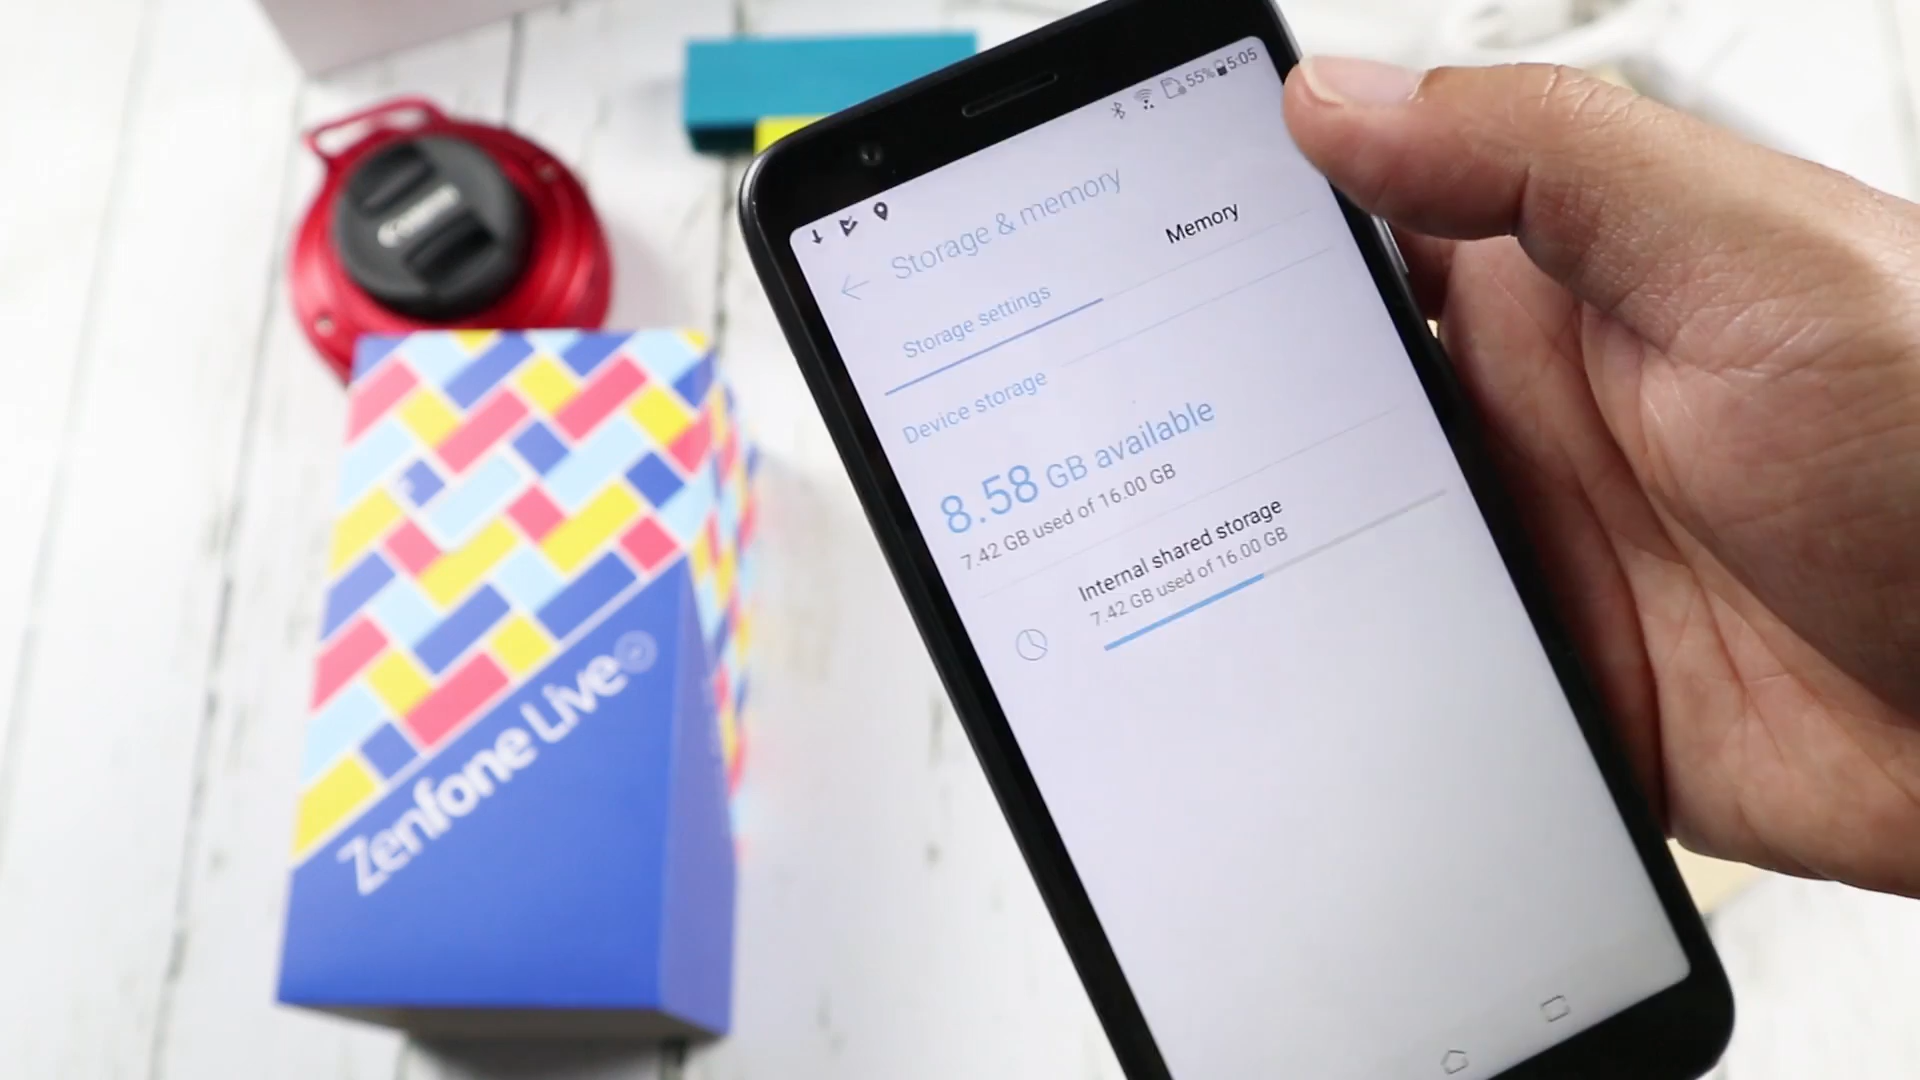 55% 5:05
Storage & memory
Storage settings
Memory
Device storage
8.58 GB available
7.42 GB used of 16.00 GB
Internal shared storage
7.42 GB used of 16.00 GB
Zenfone Live
Canon